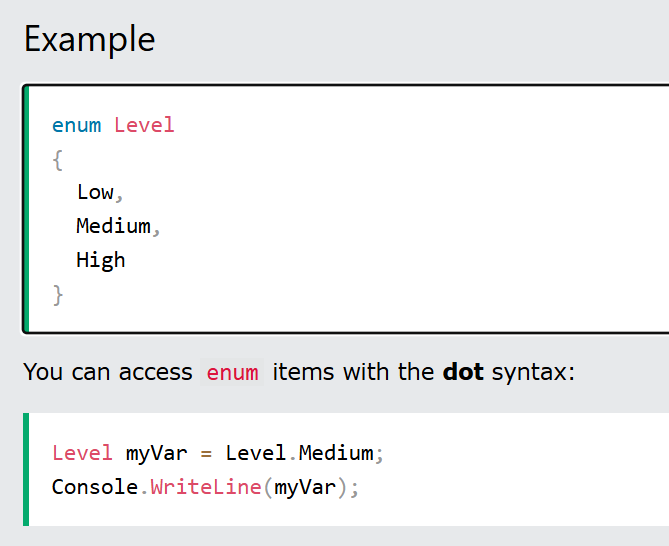 Example
enum Level
{
  Low,
  Medium,
  High
}
You can access enum items with the dot syntax:
Level myVar = Level.Medium;
Console.WriteLine(myVar);